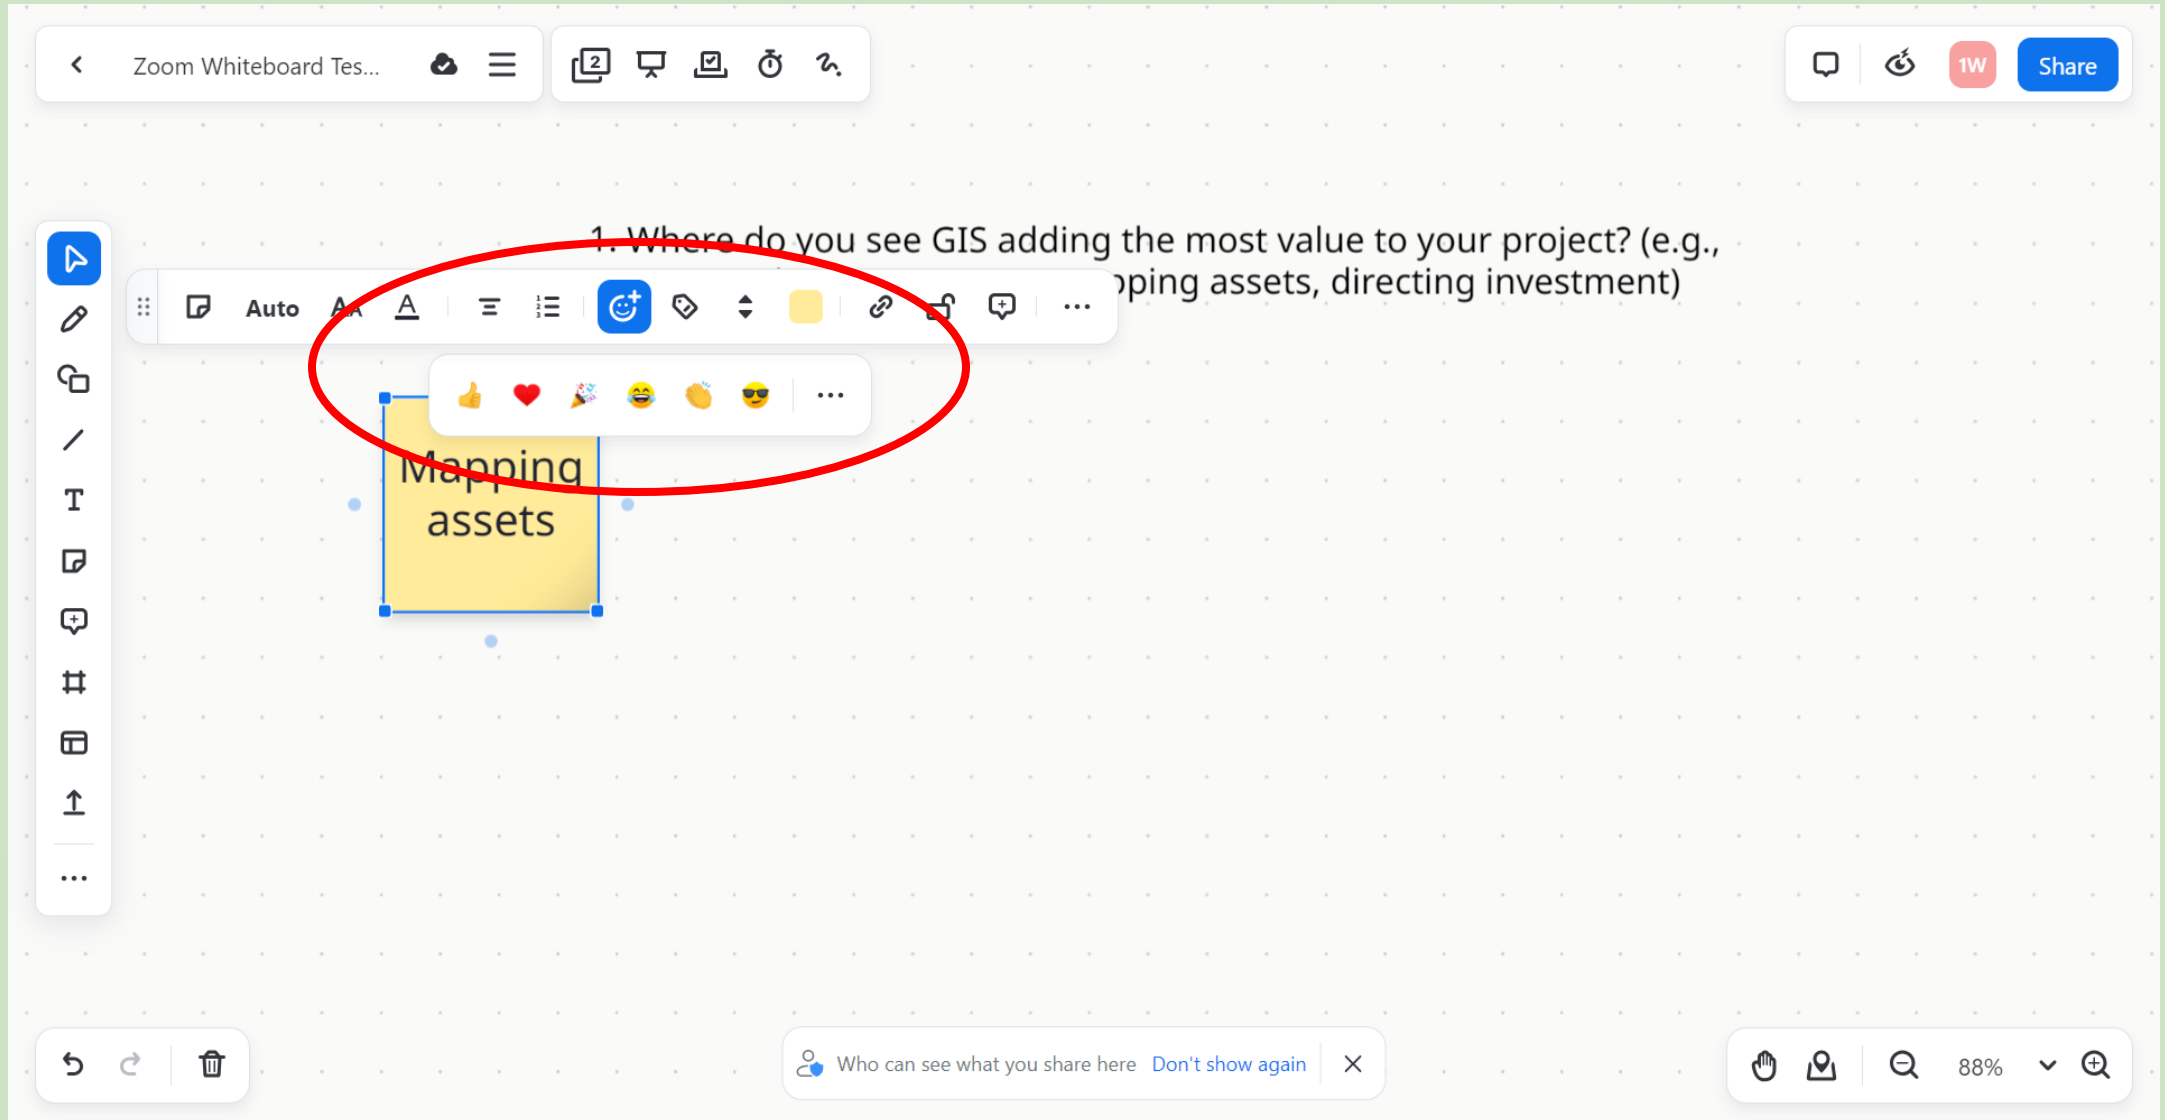 Zoom Whiteboard Tes...
2
1W
Share
1. Where do you see GIS adding the most value to your project? (e.g.,
pping assets, directing investment)
Auto
AA
A
Mapping
assets
T
Who can see what you share here
Don't show again
88%